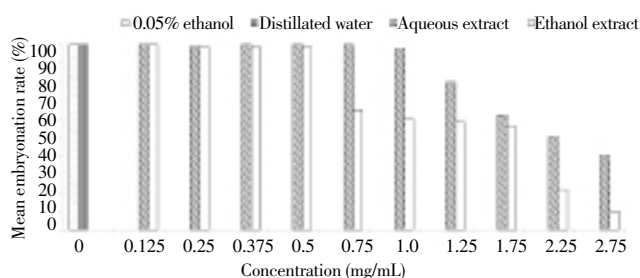 0.05% ethanol Distillated water Aqueous extract Ethanol extract
Mean embryonation rate (%)
100
90
80
70
60
50
40
30
20
10
0
0 0.125 0.25 0.375 0.5 0.75 1.0 1.25 1.75 2.25 2.75
Concentration (mg/mL)